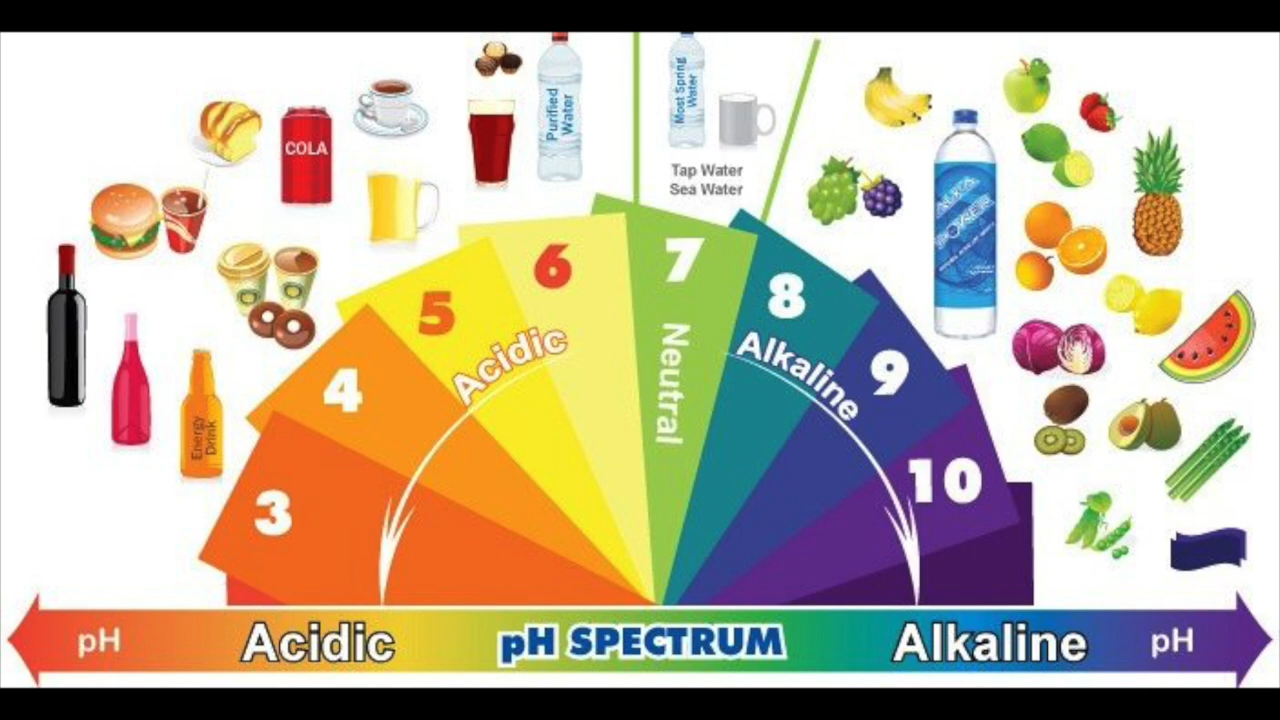 COLA
Purified
Water
Most Spring
Water
Tap Water
Sea Water
Energy
Drink
3
4
5
6
7
8
9
10
Acidic
Neutral
Alkaline
pH
Acidic
pH SPECTRUM
Alkaline
pH